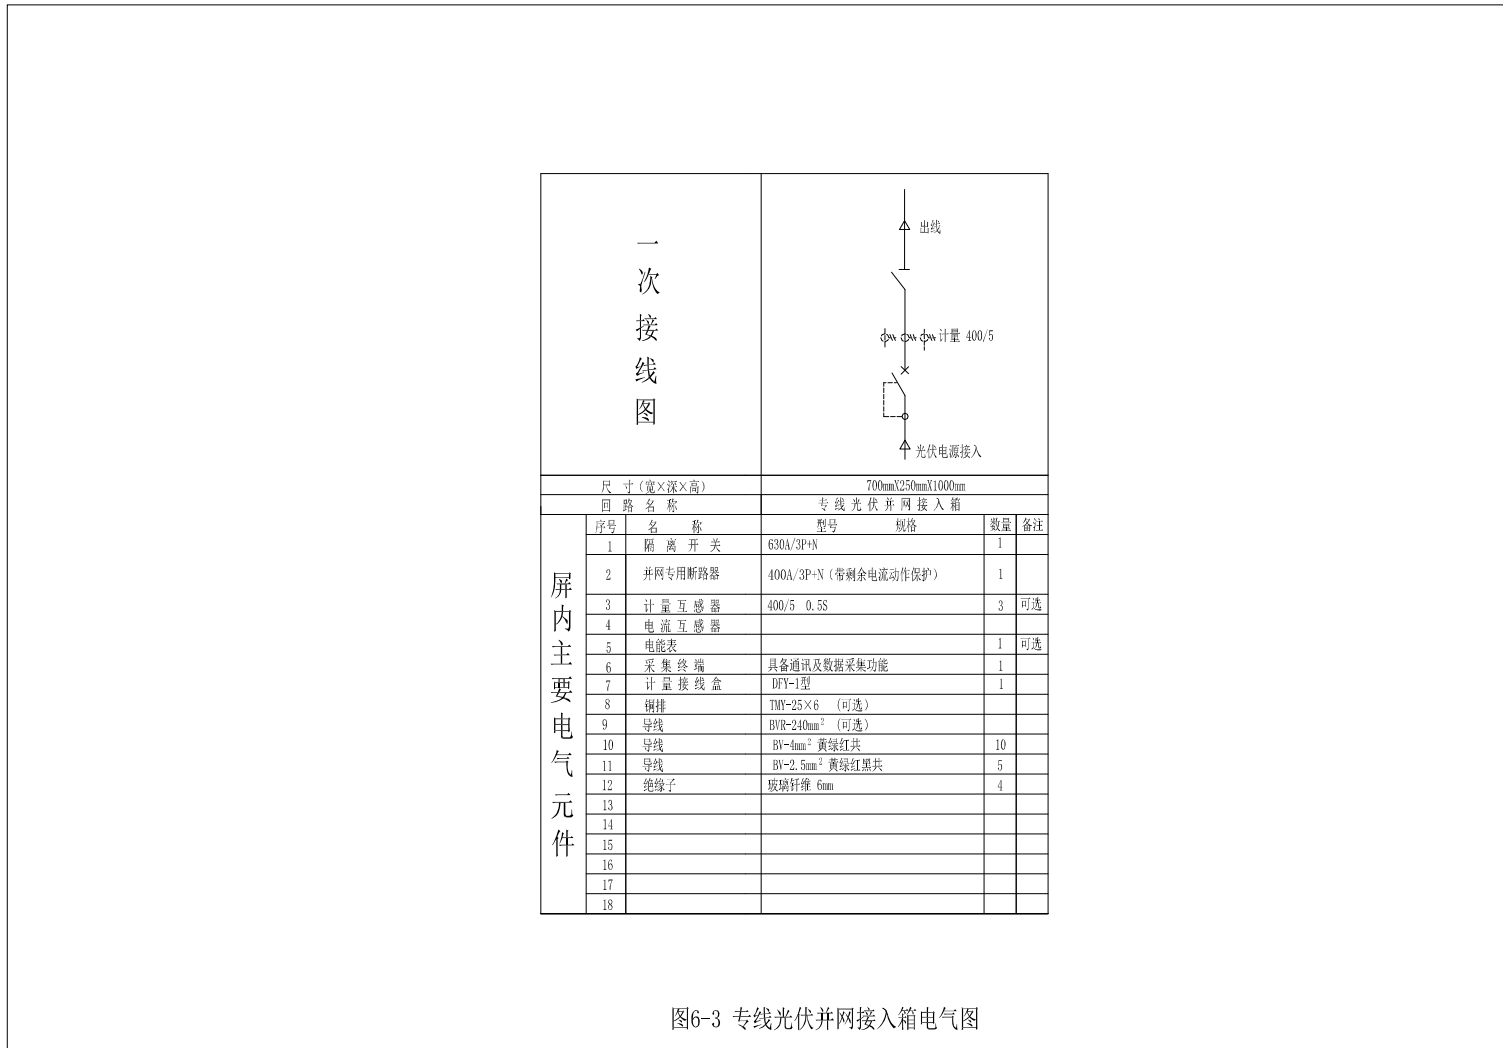 一次接线图
出线
计量 400/5
光伏电源接入
尺 寸(宽×深×高) 700mmX250mmX1000mm
回 路 名 称 专 线 光 伏 并 网 接 入 箱
屏内主要电气元件
序号 名 称 型号 规格 数量 备注
1 隔 离 开 关 630A/3P+N 1
2 并网专用断路器 400A/3P+N(带剩余电流动作保护) 1
3 计 量 互 感 器 400/5 0.5S 3 可选
4 电 流 互 感 器
5 电能表 1 可选
6 采 集 终 端 具备通讯及数据采集功能 1
7 计 量 接 线 盒 DFY-1型 1
8 铜排 TMY-25×6 (可选)
9 导线 BVR-240mm² (可选)
10 导线 BV-4mm² 黄绿红共 10
11 导线 BV-2.5mm² 黄绿红黑共 5
12 绝缘子 玻璃钎维 6mm 4
13
14
15
16
17
18
图6-3 专线光伏并网接入箱电气图